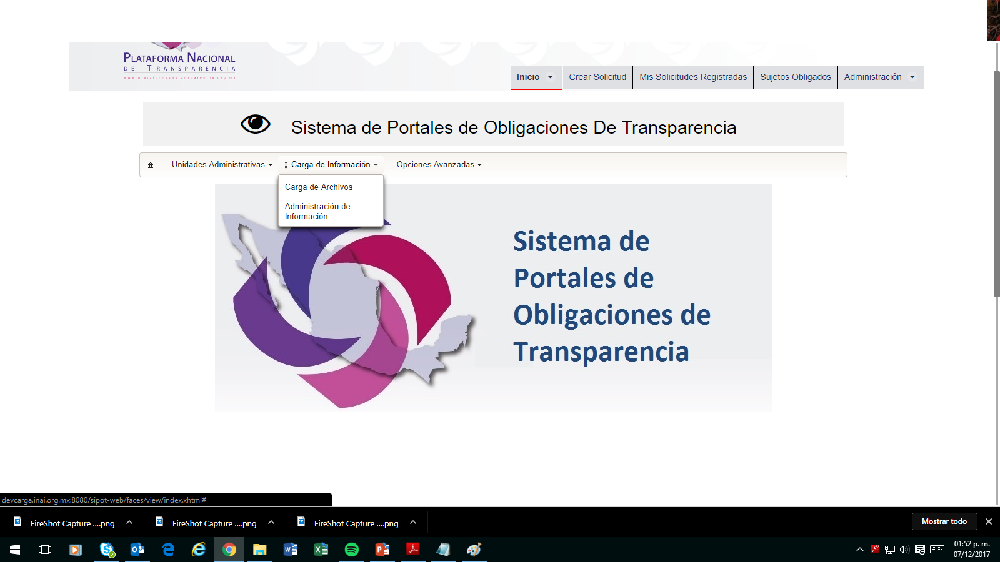 PLATAFORMA NACIONAL
DE TRANSPARENCIA
www.plataformadetransparencia.org.mx
Inicio
Crear Solicitud
Mis Solicitudes Registradas
Sujetos Obligados
Administración
Sistema de Portales de Obligaciones De Transparencia
Unidades Administrativas
Carga de Información
Opciones Avanzadas
Carga de Archivos
Administración de
Información
Sistema de
Portales de
Obligaciones de
Transparencia
devcarga.inai.org.mx:8080/sipot-web/faces/view/index.xhtml#
FireShot Capture ....png
FireShot Capture ....png
FireShot Capture ....png
Mostrar todo
01:52 p. m.
07/12/2017